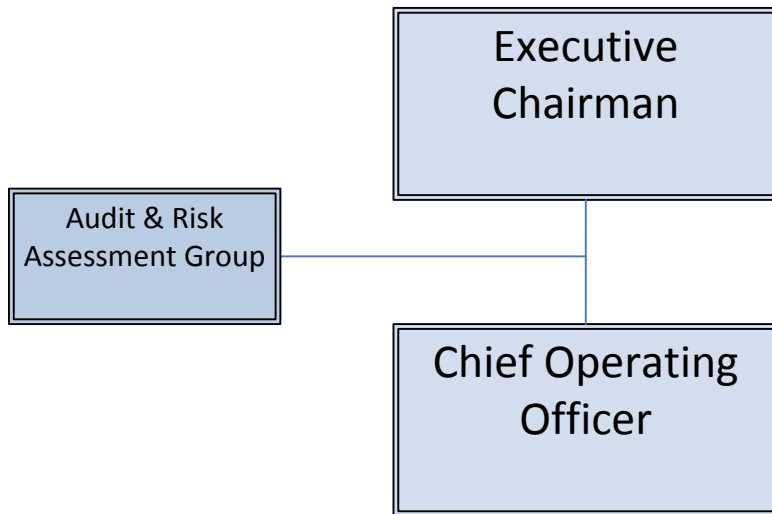 Executive
Chairman
Audit & Risk
Assessment Group
Chief Operating
Officer